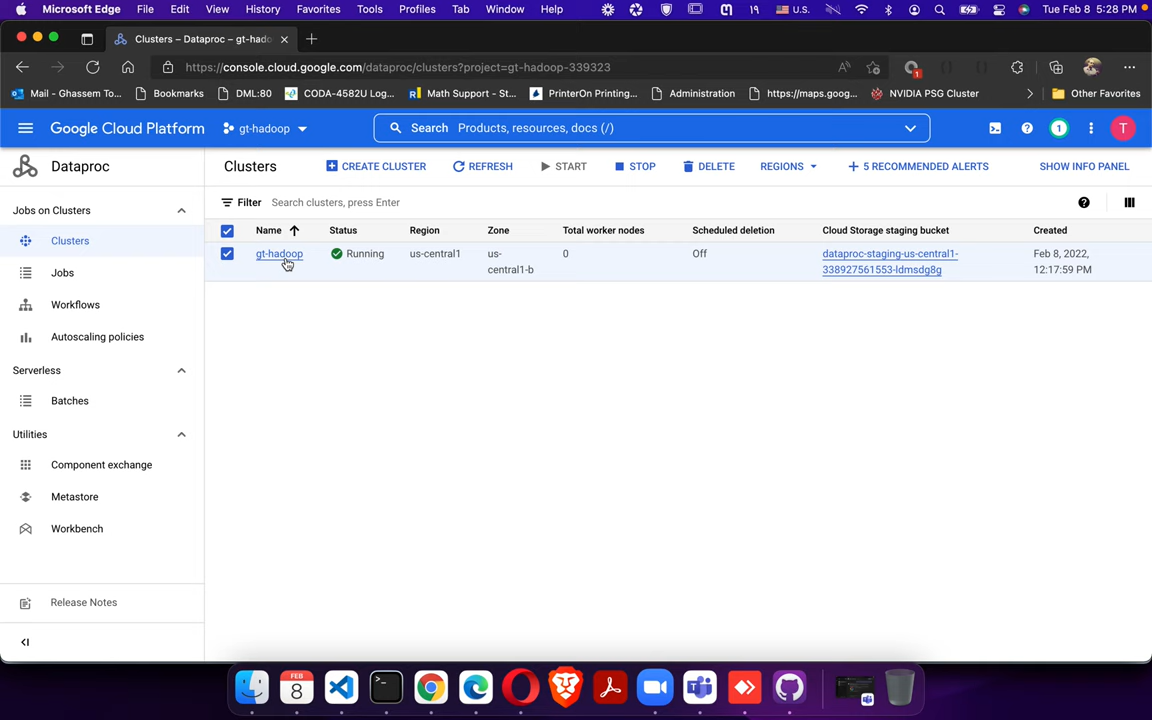 Microsoft Edge File Edit View History Favorites Tools Profiles Tab Window Help ۱۹ U.S. Tue Feb 8 5:28 PM
Clusters – Dataproc – gt-hado
https://console.cloud.google.com/dataproc/clusters?project=gt-hadoop-339323 1
Mail - Ghassem To... Bookmarks DML:80 CODA-4582U Log... Math Support - St... PrinterOn Printing... Administration https://maps.goog... NVIDIA PSG Cluster Other Favorites
Google Cloud Platform gt-hadoop Search Products, resources, docs (/) 1 T
Dataproc Clusters CREATE CLUSTER REFRESH START STOP DELETE REGIONS 5 RECOMMENDED ALERTS SHOW INFO PANEL
Filter Search clusters, press Enter
Name Status Region Zone Total worker nodes Scheduled deletion Cloud Storage staging bucket Created
gt-hadoop Running us-central1 us- 0 Off dataproc-staging-us-central1- Feb 8, 2022,
central1-b 338927561553-ldmsdg8g 12:17:59 PM
Jobs on Clusters
Clusters
Jobs
Workflows
Autoscaling policies
Serverless
Batches
Utilities
Component exchange
Metastore
Workbench
Release Notes
FEB
8